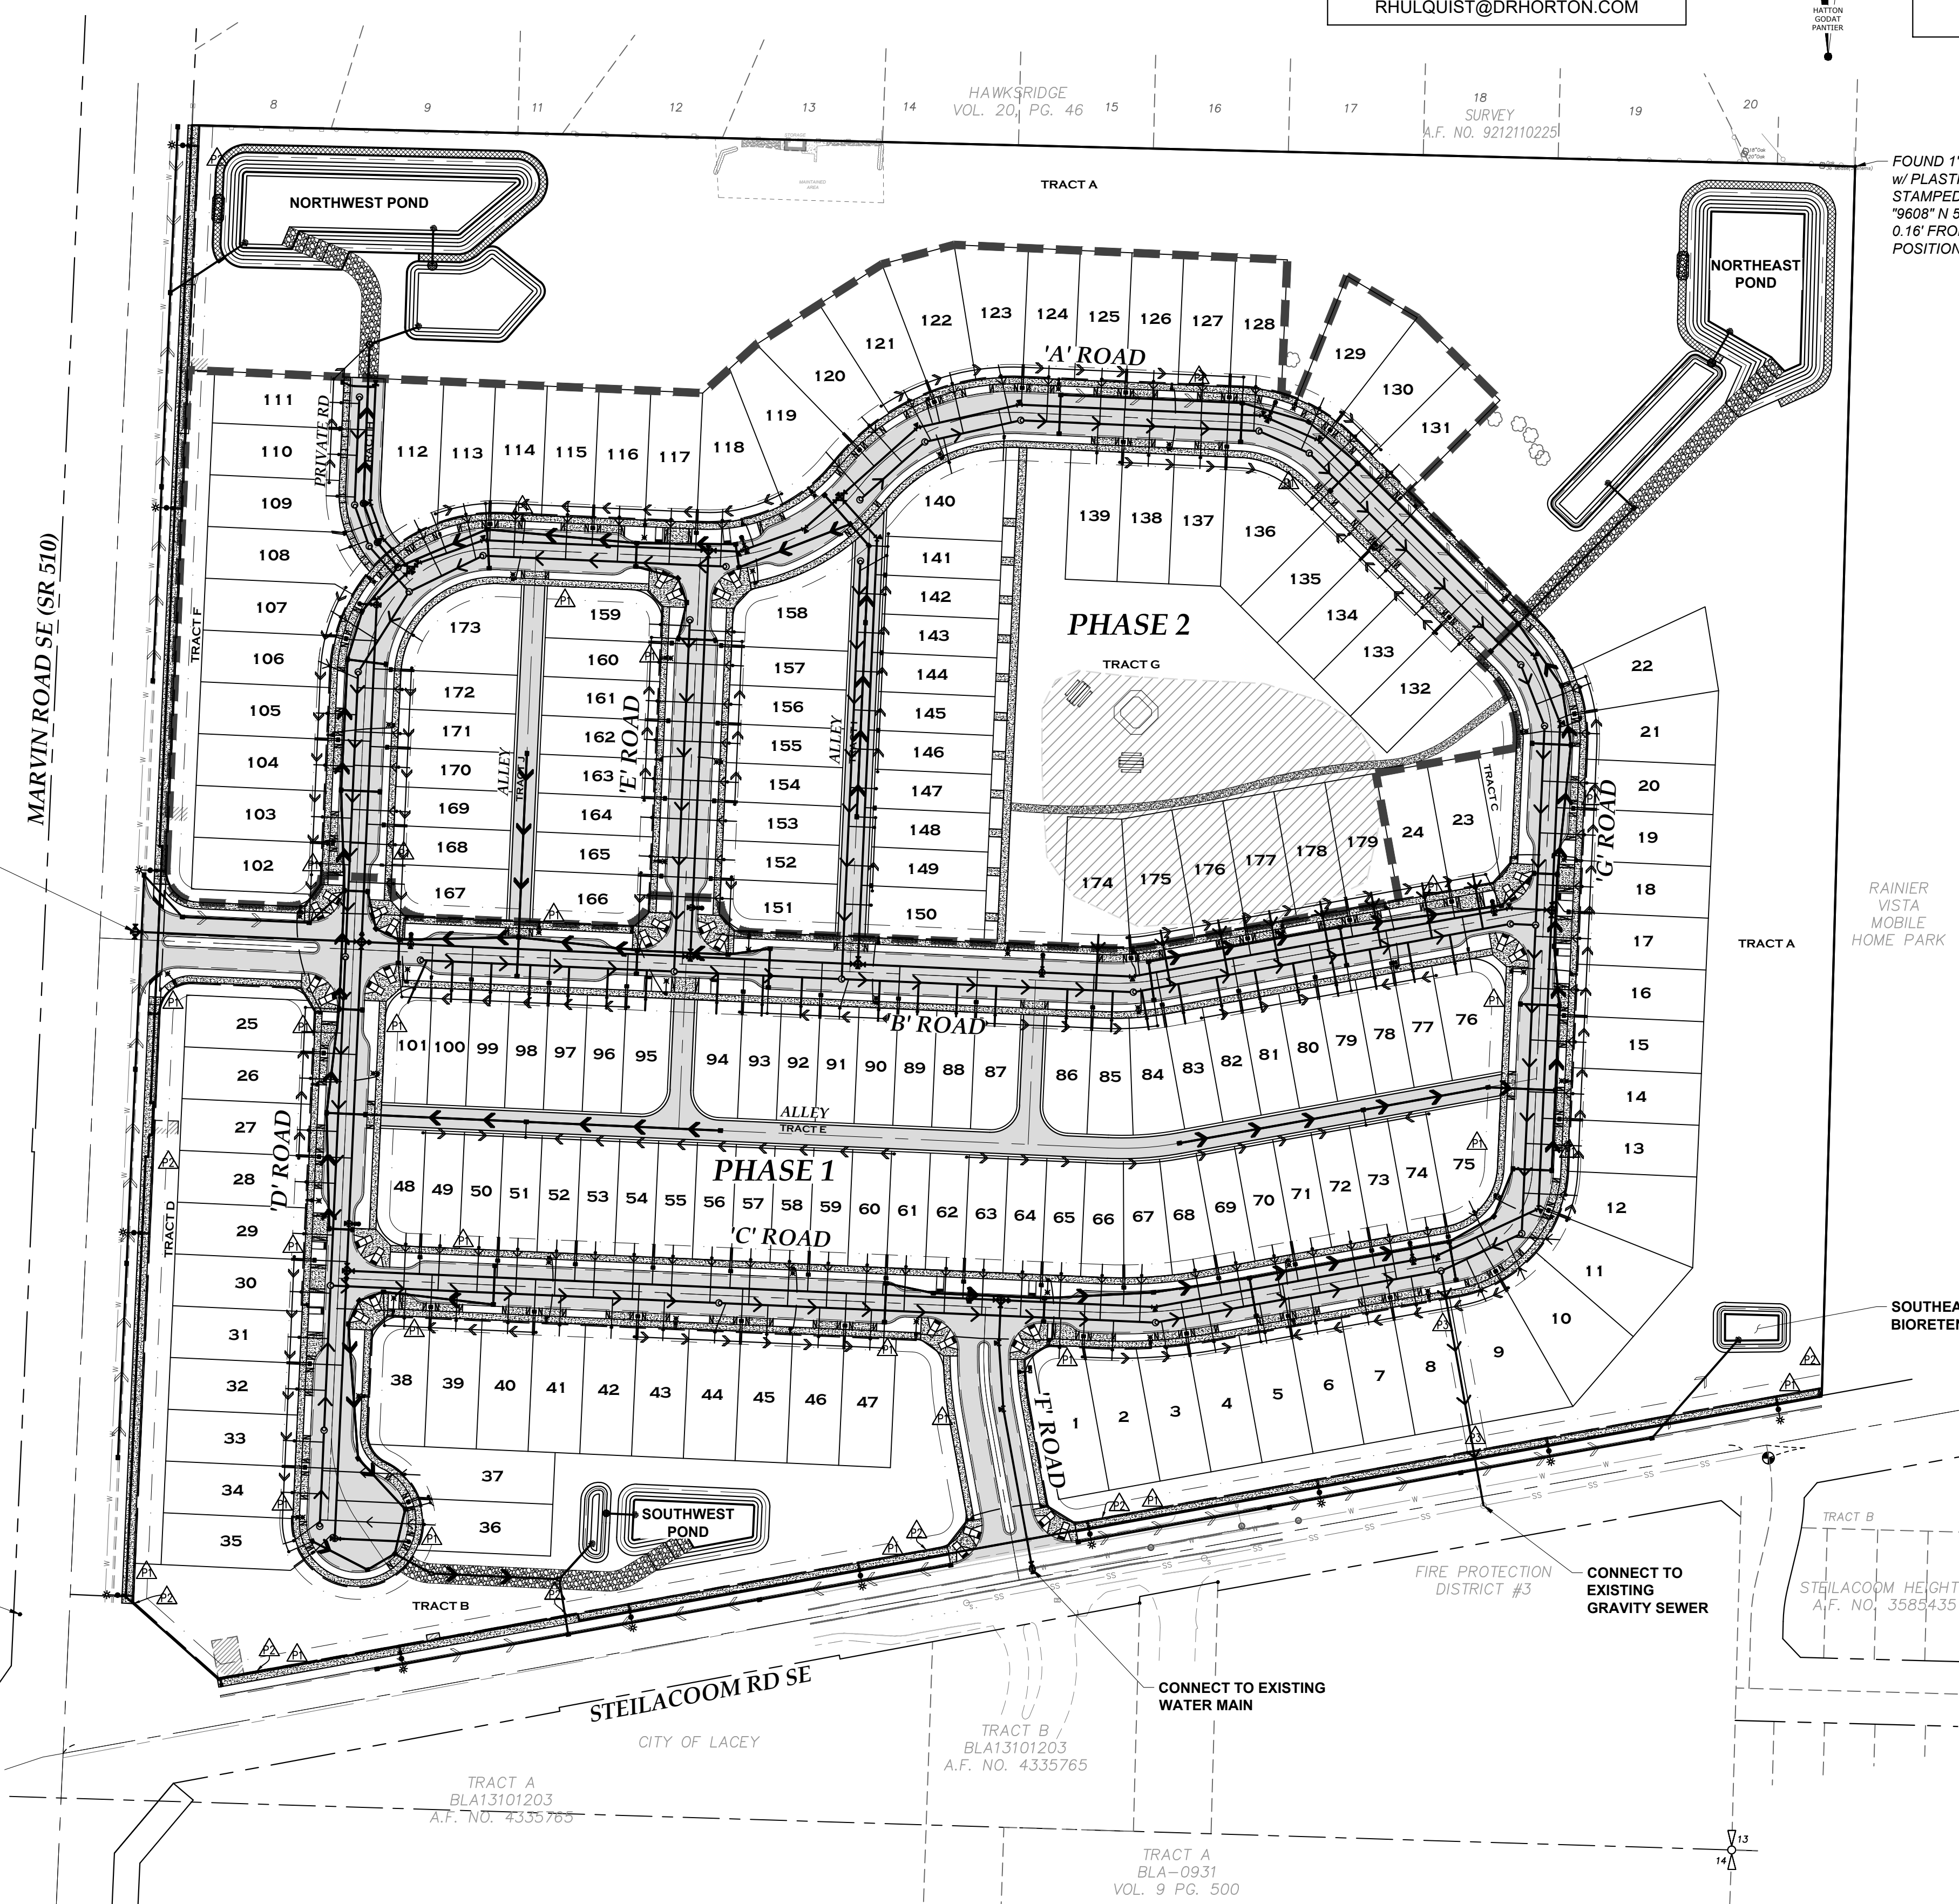 RHULQUIST@DRHORTON.COM
HATTON
GODAT
PANTIER
HAWKSRIDGE
VOL. 20, PG. 46
8
9
11
12
13
14
15
16
17
18
19
20
SURVEY
A.F. NO. 9212110225
STORAGE
MAINTAINED
AREA
TRACT A
FOUND 1"
w/ PLASTI
STAMPED
"9608" N 5
0.16' FRO
POSITION
NORTHWEST POND
NORTHEAST
POND
MARVIN ROAD SE (SR 510)
PRIVATE RD
'A' ROAD
111
110
109
108
107
106
105
104
103
102
TRACT F
112
113
114
115
116
117
118
119
120
121
122
123
124
125
126
127
128
129
130
131
139
138
137
136
135
134
133
132
140
141
142
143
144
145
146
147
148
149
150
PHASE 2
TRACT G
173
172
171
170
169
168
167
ALLEY
TRACT J
159
160
161
162
163
164
165
166
'E' ROAD
158
157
156
155
154
153
152
151
ALLEY
174
175
176
177
178
179
24
23
TRACT C
22
21
20
19
18
17
16
15
14
13
12
11
10
'G' ROAD
TRACT A
RAINIER
VISTA
MOBILE
HOME PARK
'B' ROAD
25
26
27
28
29
30
31
32
33
34
35
TRACT D
'D' ROAD
101
100
99
98
97
96
95
94
93
92
91
90
89
88
87
86
85
84
83
82
81
80
79
78
77
76
ALLEY
TRACT E
PHASE 1
48
49
50
51
52
53
54
55
56
57
58
59
60
61
62
63
64
65
66
67
68
69
70
71
72
73
74
75
'C' ROAD
38
39
40
41
42
43
44
45
46
47
37
36
'F' ROAD
1
2
3
4
5
6
7
8
9
SOUTHEA
BIORETEN
SOUTHWEST
POND
TRACT B
STEILACOOM RD SE
CITY OF LACEY
CONNECT TO EXISTING
WATER MAIN
CONNECT TO
EXISTING
GRAVITY SEWER
FIRE PROTECTION
DISTRICT #3
TRACT B
STEILACOOM HEIGHT
A.F. NO. 3585435
TRACT B
BLA13101203
A.F. NO. 4335765
TRACT A
BLA13101203
A.F. NO. 4335765
TRACT A
BLA-0931
VOL. 9 PG. 500
13
14